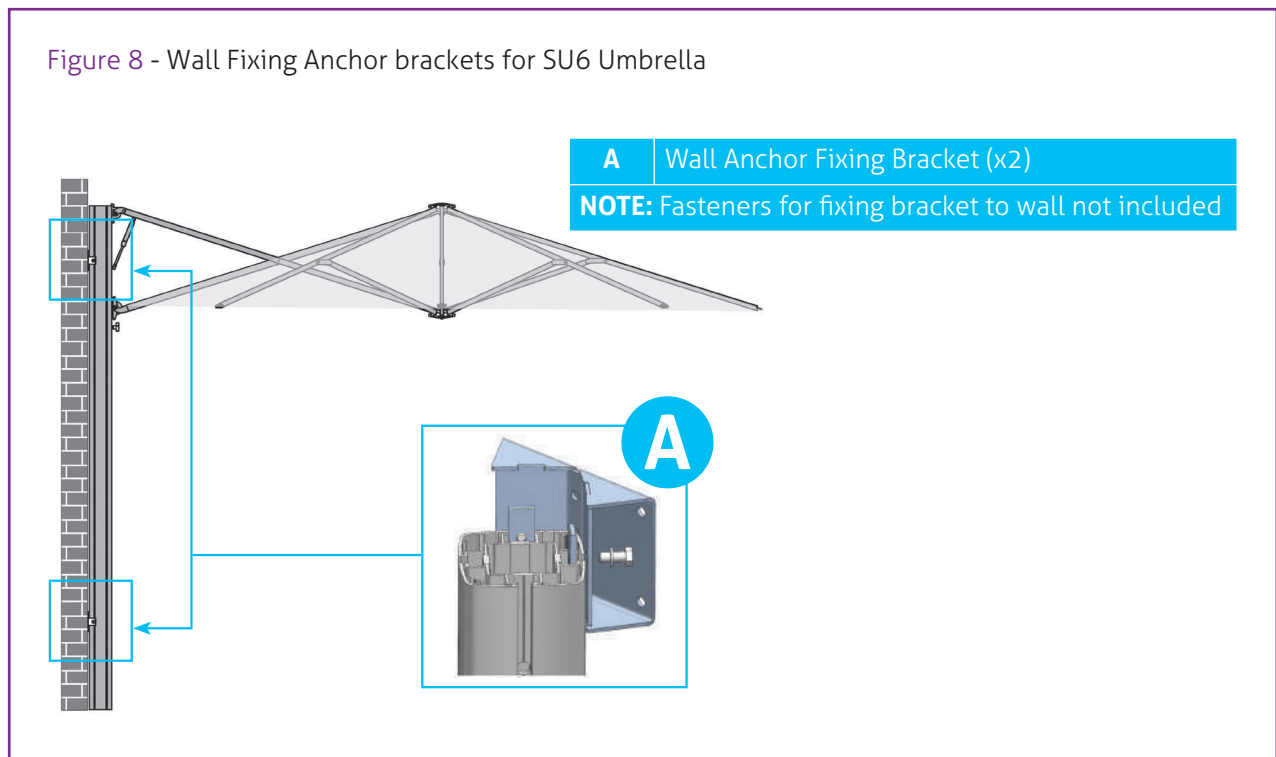 Figure 8 - Wall Fixing Anchor brackets for SU6 Umbrella
A Wall Anchor Fixing Bracket (x2)
NOTE: Fasteners for fixing bracket to wall not included
A